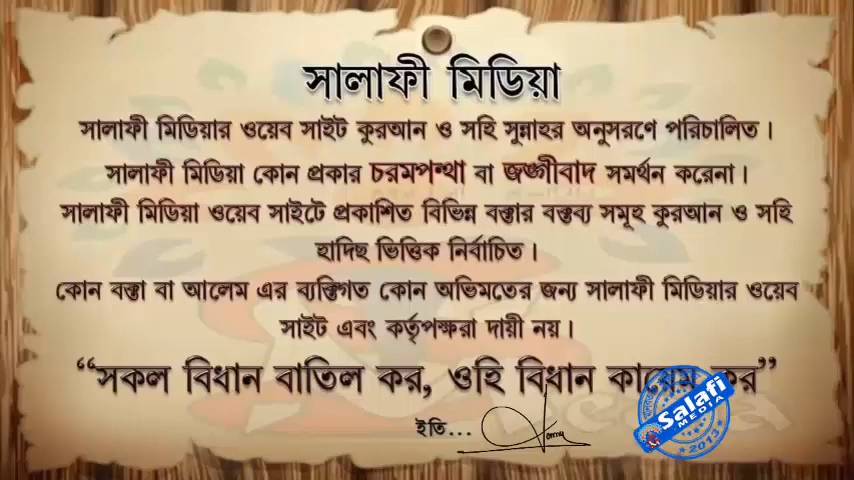 সালাফী মিডিয়া
সালাফী মিডিয়ার ওয়েব সাইট কুরআন ও সহি সুন্নাহর অনুসরণে পরিচালিত।
সালাফী মিডিয়া কোন প্রকার চরমপন্থা বা জঙ্গীবাদ সমর্থন করেনা।
সালাফী মিডিয়া ওয়েব সাইটে প্রকাশিত বিভিন্ন বক্তার বক্তব্য সমূহ কুরআন ও সহি
হাদিছ ভিত্তিক নির্বাচিত।
কোন বক্তা বা আলেম এর ব্যক্তিগত কোন অভিমতের জন্য সালাফী মিডিয়ার ওয়েব
সাইট এবং কর্তৃপক্ষরা দায়ী নয়।
“সকল বিধান বাতিল কর, ওহি বিধান কায়েম কর”
ইতি...
Salafi
MEDIA
2013